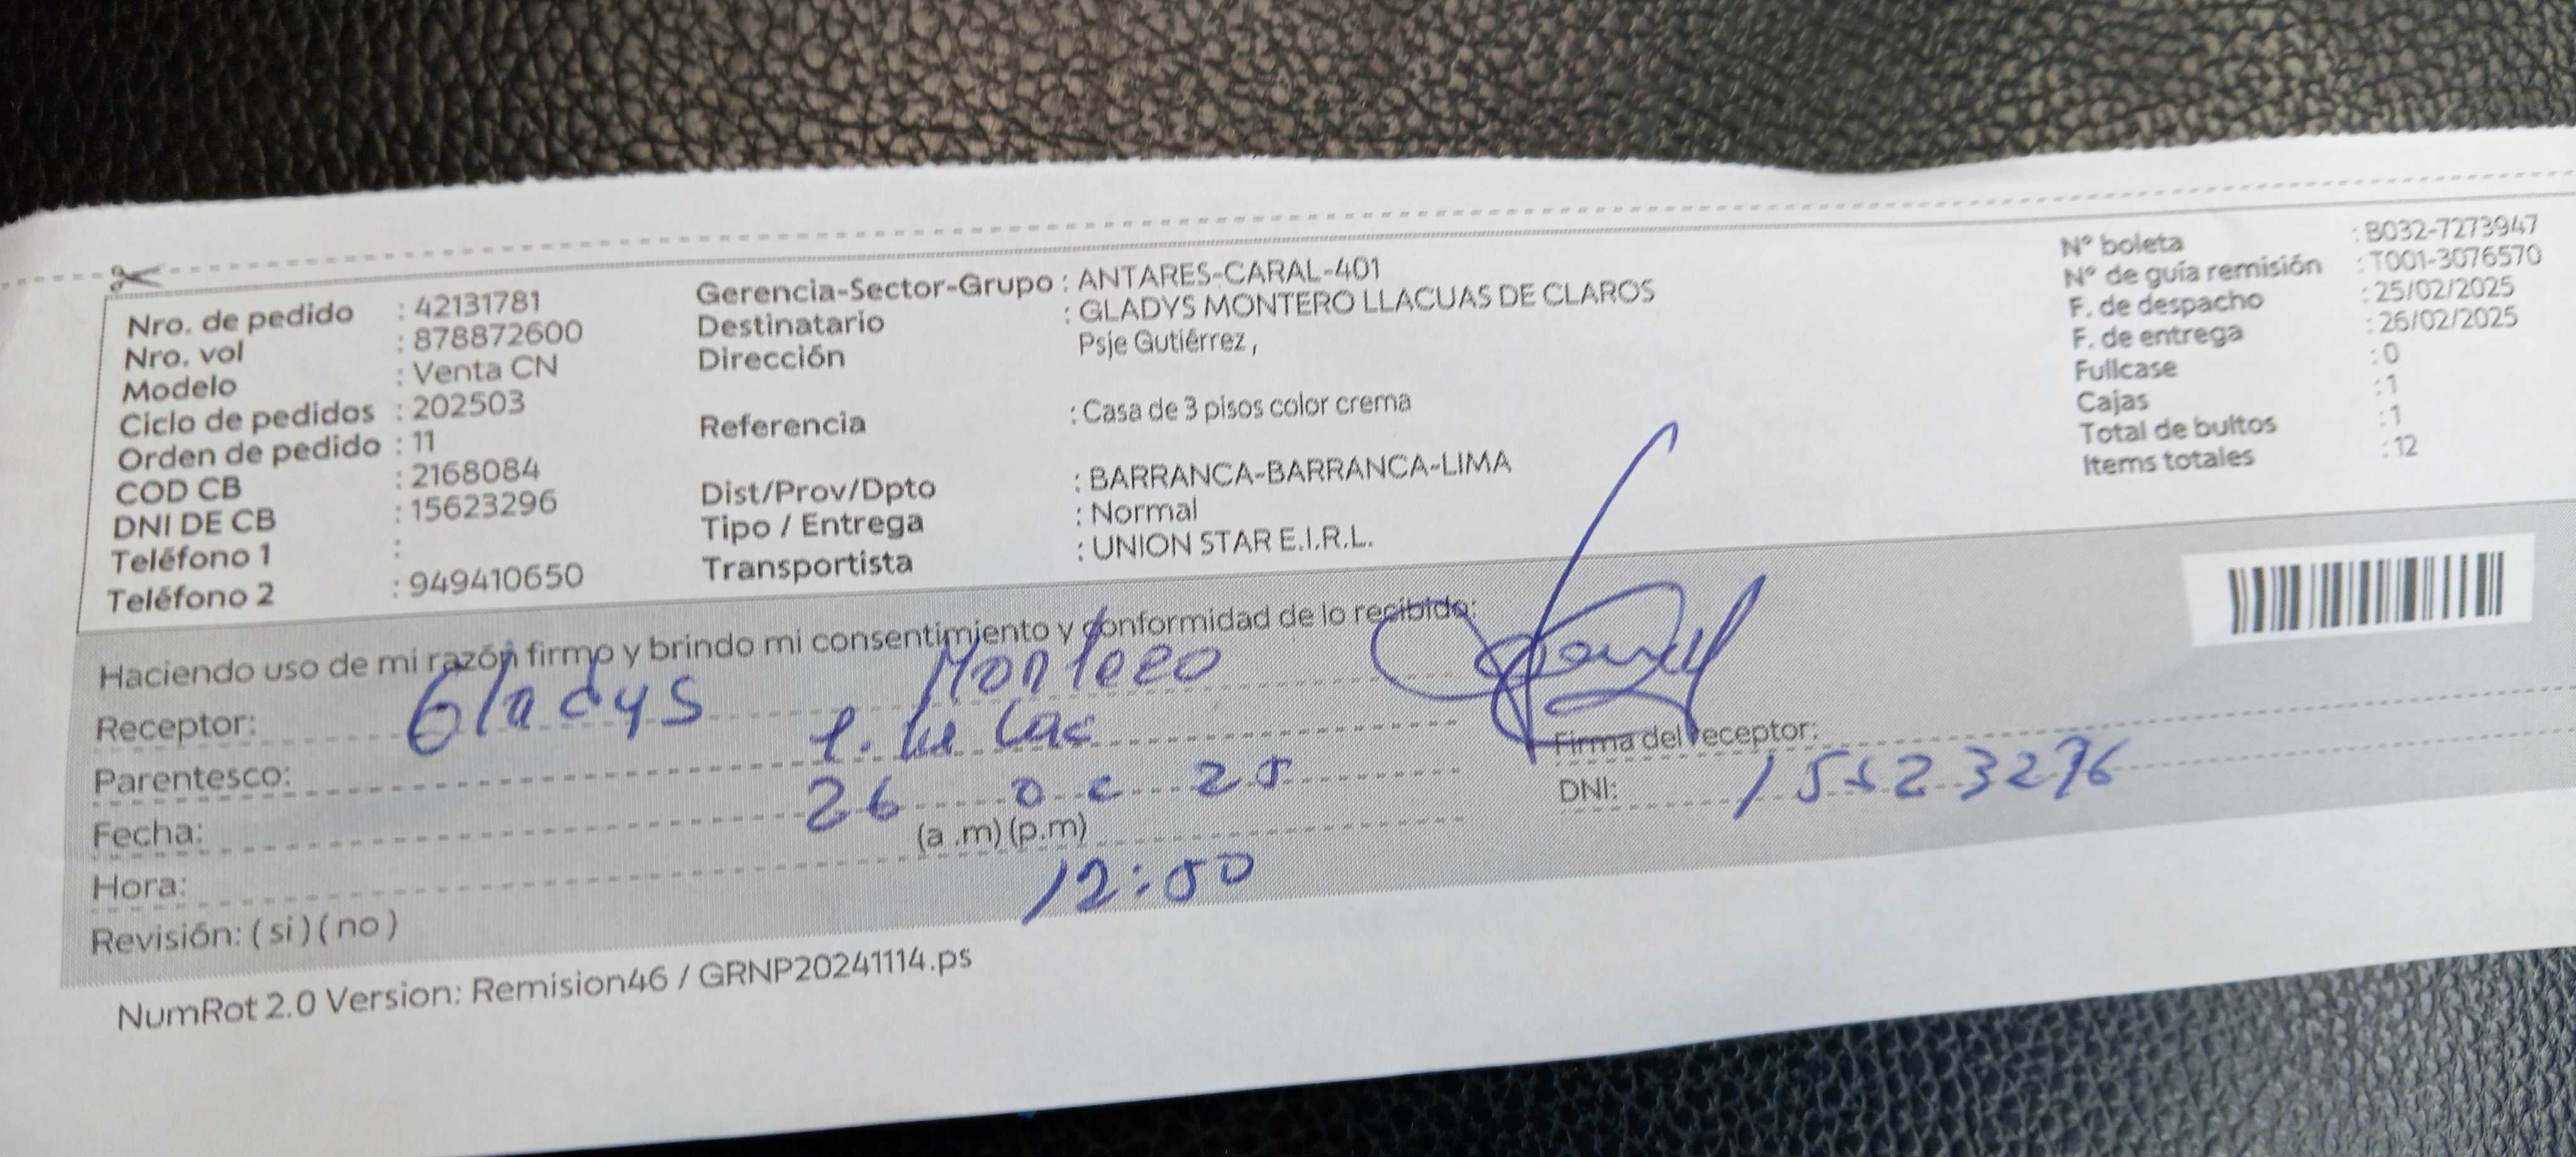 Nro. de pedido : 42131781
Nro. vol : 878872600
Modelo : Venta CN
Ciclo de pedidos : 202503
Orden de pedido : 11
COD CB : 2168084
DNI DE CB : 15623296
Teléfono 1 :
Teléfono 2 : 949410650
Gerencia-Sector-Grupo : ANTARES-CARAL-401
Destinatario : GLADYS MONTERO LLACUAS DE CLAROS
Dirección Psje Gutiérrez ,
Referencia : Casa de 3 pisos color crema
Dist/Prov/Dpto : BARRANCA-BARRANCA-LIMA
Tipo / Entrega : Normal
Transportista : UNION STAR E.I.R.L.
N° boleta : B032-7273947
N° de guía remisión : T001-3076570
F. de despacho : 25/02/2025
F. de entrega : 26/02/2025
Fullcase : 0
Cajas : 1
Total de bultos : 1
Items totales : 12
Haciendo uso de mi razón firmo y brindo mi consentimiento y conformidad de lo recibido:
Receptor: Gladys Montero
Parentesco:
Fecha: 26 02 25
Hora: (a .m) (p.m)
12:50
Revisión: ( si ) ( no )
Firma del receptor:
DNI: 15623296
NumRot 2.0 Version: Remision46 / GRNP20241114.ps